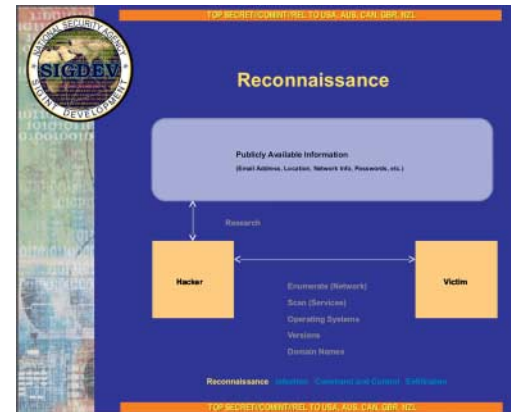 TOP SECRET//COMINT//REL TO USA, AUS, CAN, GBR, NZL
NATIONAL SECURITY AGENCY
SIGDEV
SIGINT DEVELOPMENT
Reconnaissance
Publicly Available Information
(Email Address, Location, Network Info, Passwords, etc.)
Research
Hacker
Victim
Enumerate (Network)
Scan (Services)
Operating Systems
Versions
Domain Names
Reconnaissance Infection Command and Control Exfiltration
TOP SECRET//COMINT//REL TO USA, AUS, CAN, GBR, NZL